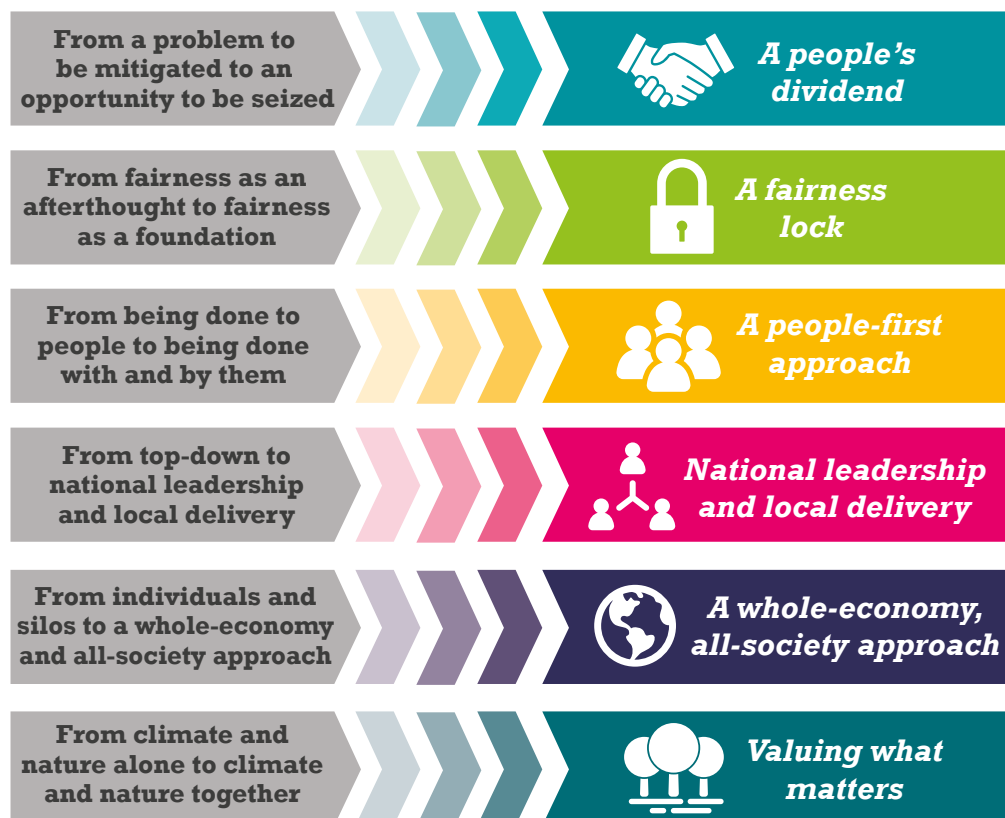 From a problem to
be mitigated to an
opportunity to be seized
A people's
dividend
From fairness as an
afterthought to fairness
as a foundation
A fairness
lock
From being done to
people to being done
with and by them
A people-first
approach
From top-down to
national leadership
and local delivery
National leadership
and local delivery
From individuals and
silos to a whole-economy
and all-society approach
A whole-economy,
all-society approach
From climate and
nature alone to climate
and nature together
Valuing what
matters